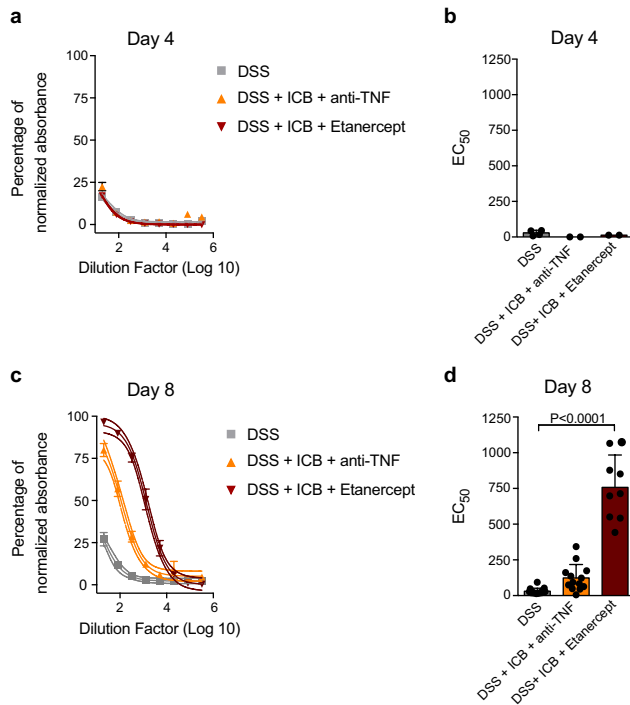 a
Day 4
Percentage of
normalized absorbance
100
75
50
25
0
2
4
6
Dilution Factor (Log 10)
DSS
DSS + ICB + anti-TNF
DSS + ICB + Etanercept
b
Day 4
EC50
1250
1000
750
500
250
0
DSS
DSS + ICB + anti-TNF
DSS+ ICB + Etanercept
c
Day 8
Percentage of
normalized absorbance
100
75
50
25
0
2
4
6
Dilution Factor (Log 10)
DSS
DSS + ICB + anti-TNF
DSS + ICB + Etanercept
d
Day 8
P<0.0001
EC50
1250
1000
750
500
250
0
DSS
DSS + ICB + anti-TNF
DSS+ ICB + Etanercept